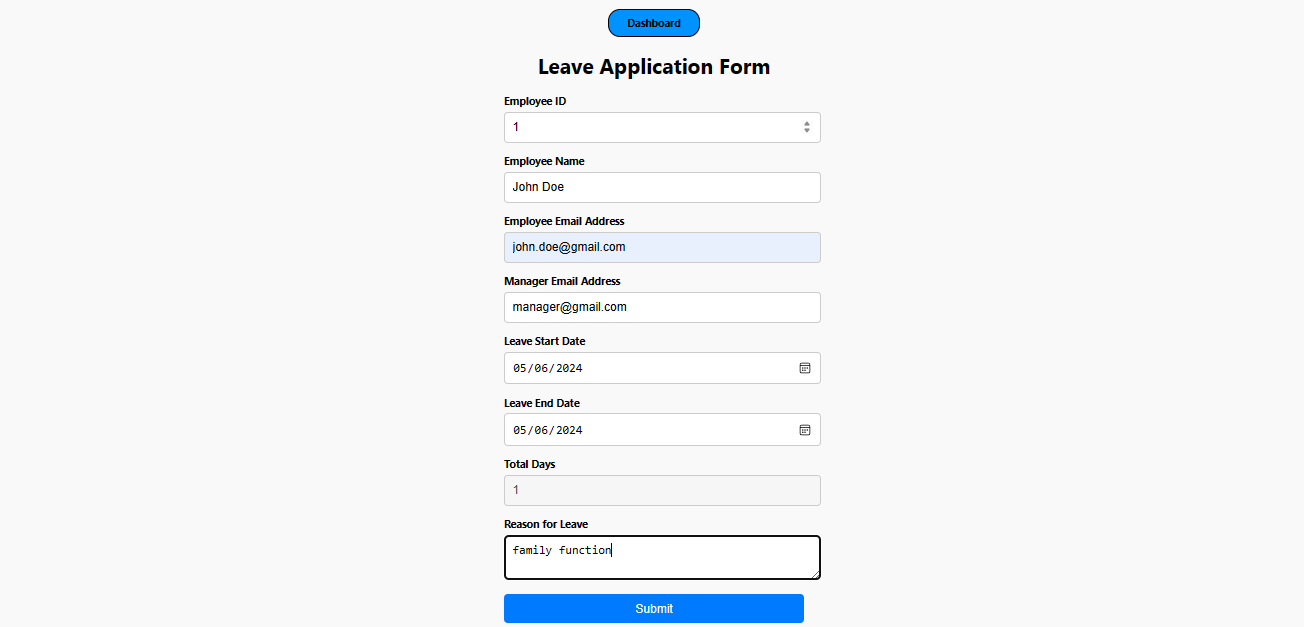 Dashboard
Leave Application Form
Employee ID
1
Employee Name
John Doe
Employee Email Address
john.doe@gmail.com
Manager Email Address
manager@gmail.com
Leave Start Date
05/06/2024
Leave End Date
05/06/2024
Total Days
1
Reason for Leave
family function
Submit